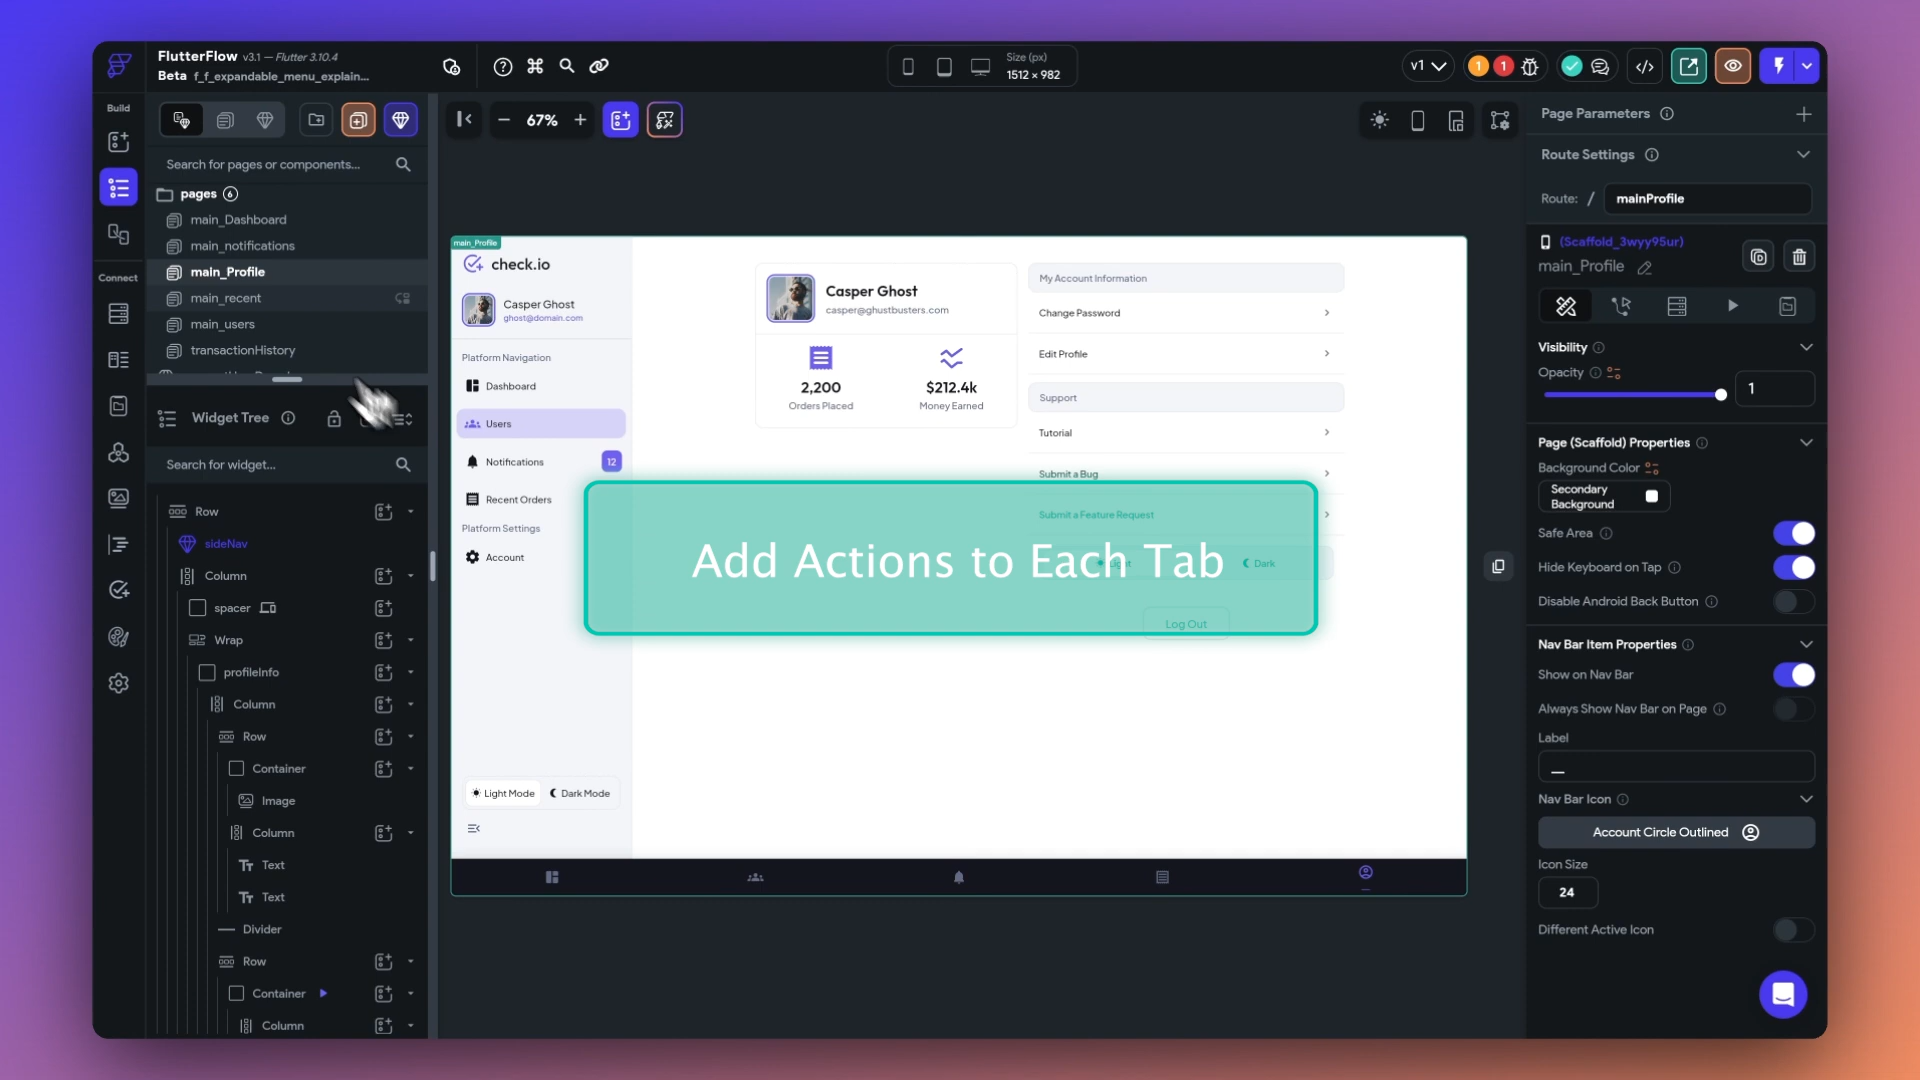 FlutterFlow v3.1 — Flutter 3.10.4
Beta f_f_expandable_menu_explain...
Size (px)
1512 × 982
v1
1
1
Build
Connect
Search for pages or components...
pages 6
main_Dashboard
main_notifications
main_Profile
main_recent
main_users
transactionHistory
Widget Tree
Search for widget...
Row
sideNav
Column
spacer
Wrap
profileInfo
Column
Row
Container
Image
Column
Text
Text
Divider
Row
Container
Column
67%
main_Profile
check.io
Casper Ghost
ghost@domain.com
Platform Navigation
Dashboard
Users
Notifications 12
Recent Orders
Platform Settings
Account
Light Mode Dark Mode
Casper Ghost
casper@ghustbusters.com
2,200
Orders Placed
$212.4k
Money Earned
My Account Information
Change Password
Edit Profile
Support
Tutorial
Submit a Bug
Submit a Feature Request
Light Dark
Add Actions to Each Tab
Log Out
Page Parameters
Route Settings
Route: / mainProfile
(Scaffold_3wyy95ur)
main_Profile
Visibility
Opacity
1
Page (Scaffold) Properties
Background Color
Secondary
Background
Safe Area
Hide Keyboard on Tap
Disable Android Back Button
Nav Bar Item Properties
Show on Nav Bar
Always Show Nav Bar on Page
Label
__
Nav Bar Icon
Account Circle Outlined
Icon Size
24
Different Active Icon